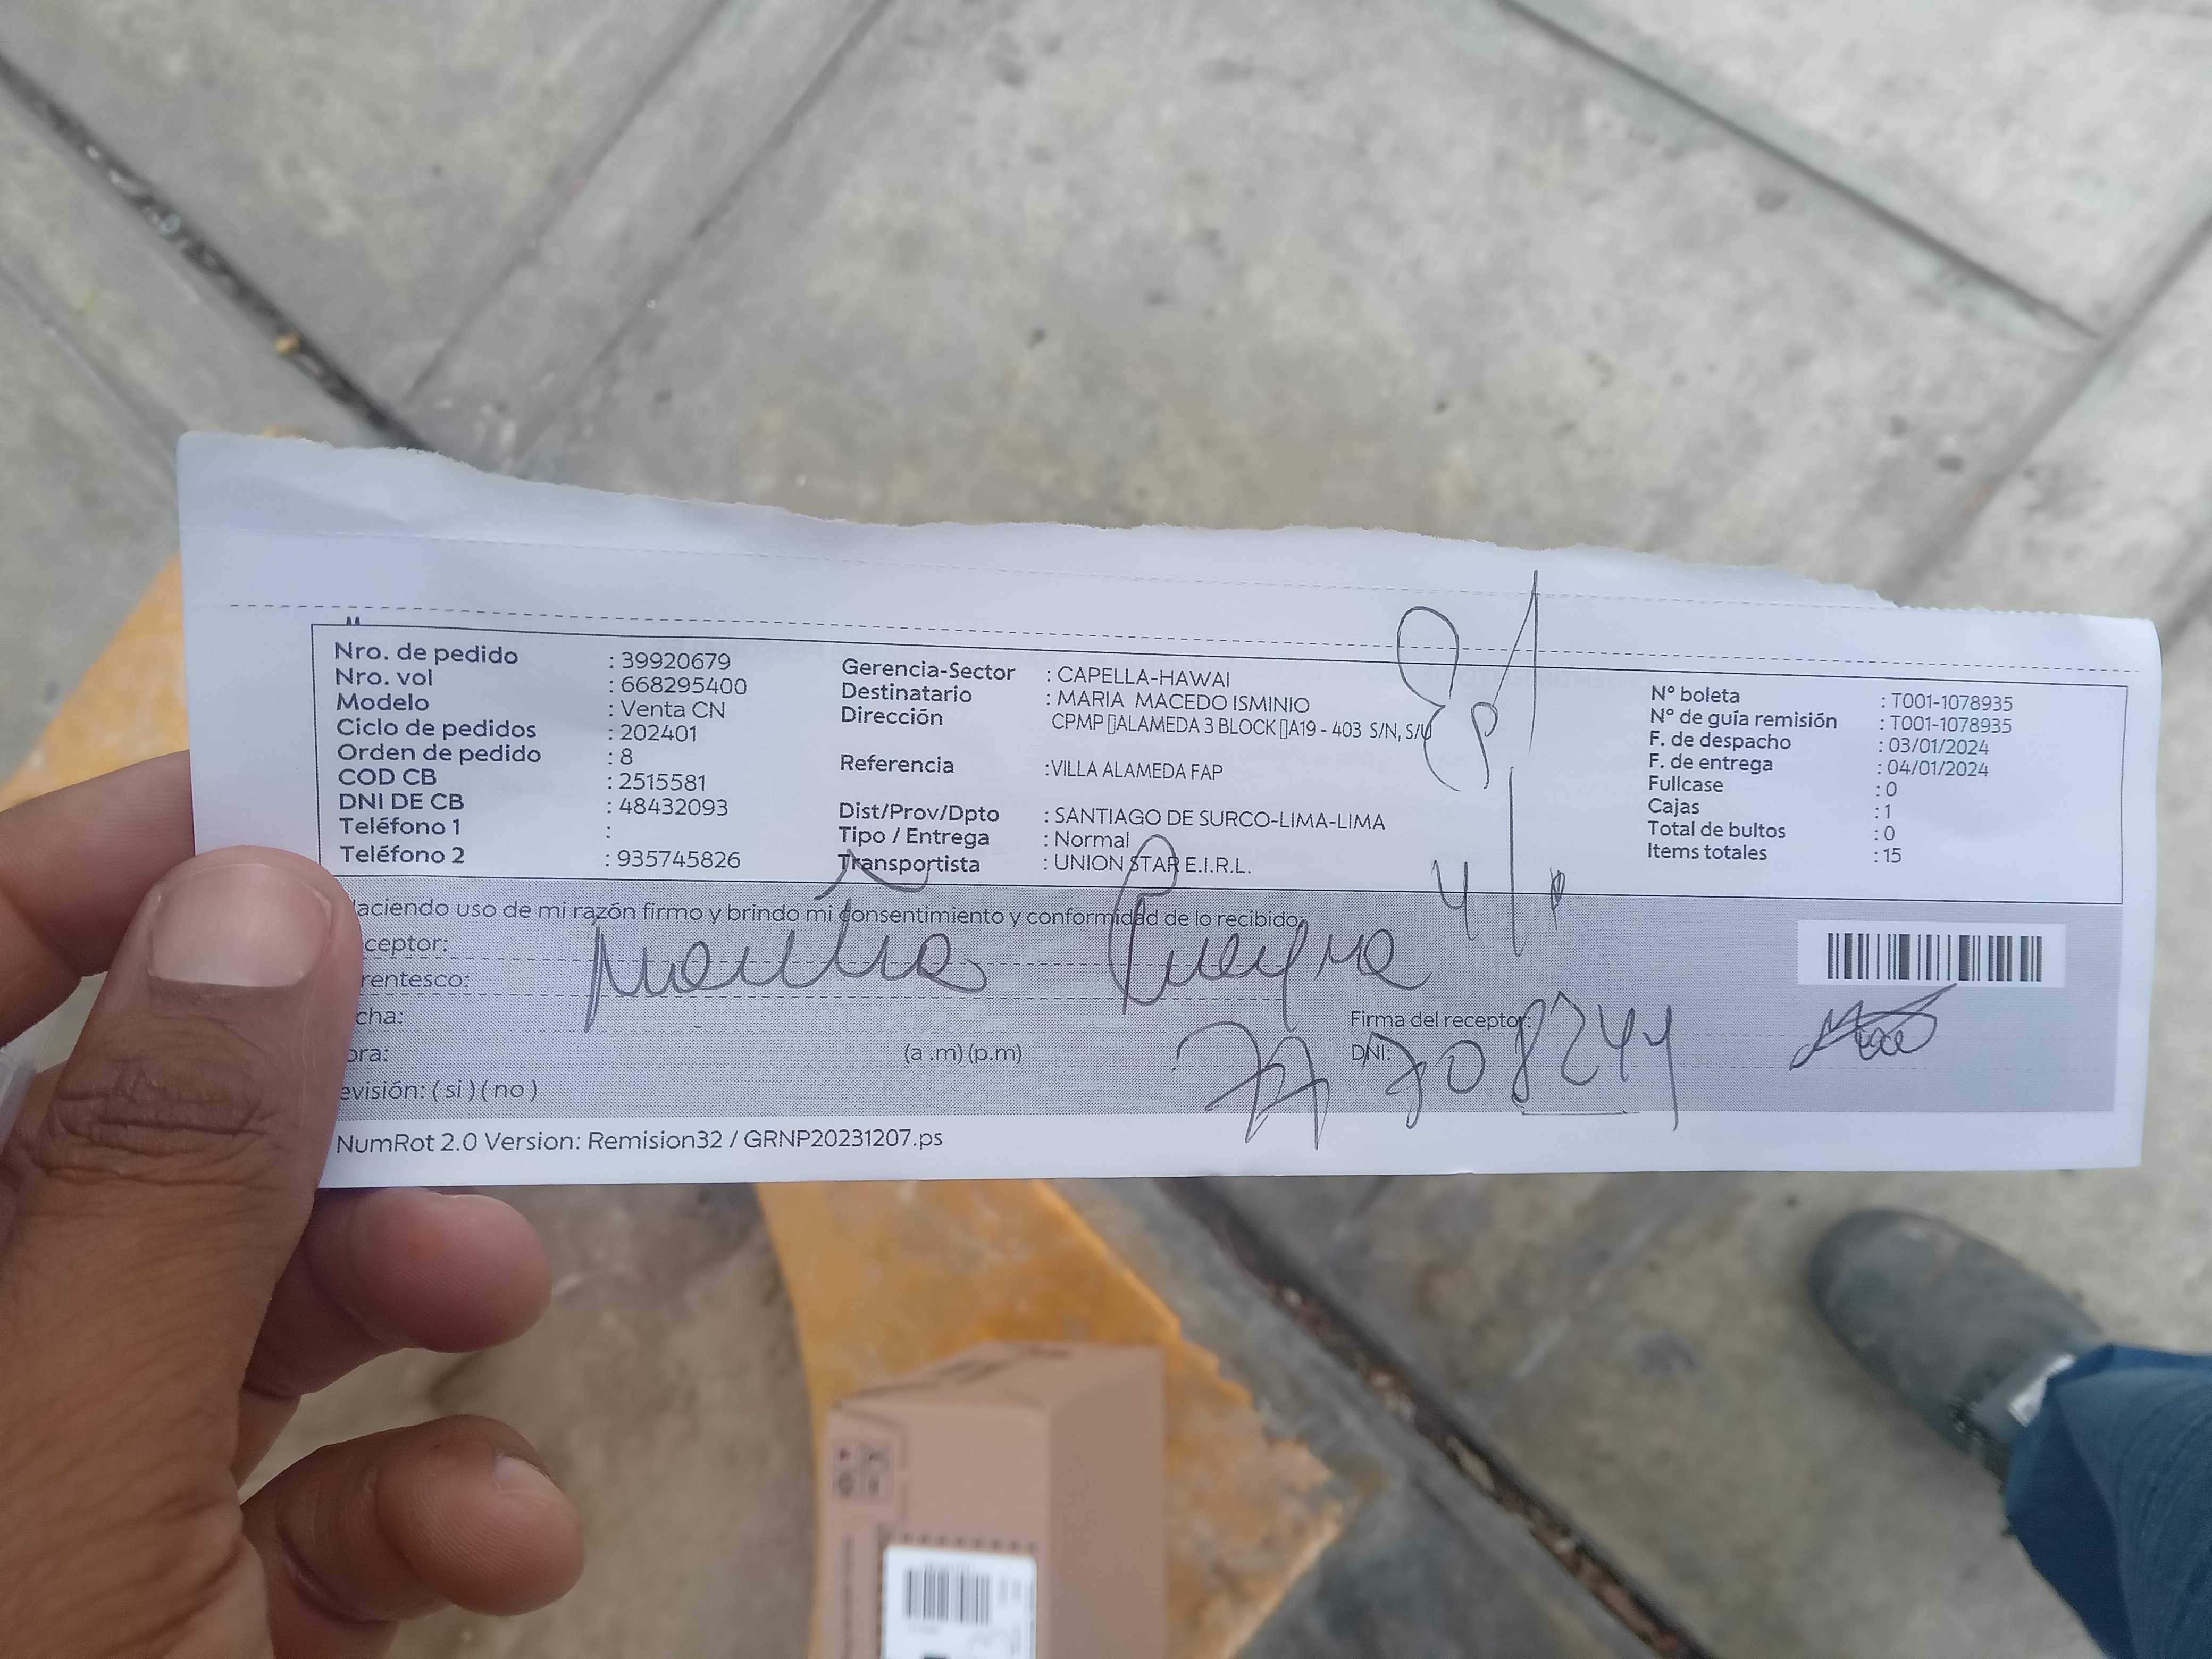 Nro. de pedido : 39920679
Nro. vol : 668295400
Modelo : Venta CN
Ciclo de pedidos : 202401
Orden de pedido : 8
COD CB : 2515581
DNI DE CB : 48432093
Teléfono 1 :
Teléfono 2 : 935745826
Gerencia-Sector : CAPELLA-HAWAI
Destinatario : MARIA MACEDO ISMINIO
Dirección CPMP []ALAMEDA 3 BLOCK []A19 - 403 S/N, S/U
Referencia :VILLA ALAMEDA FAP
Dist/Prov/Dpto : SANTIAGO DE SURCO-LIMA-LIMA
Tipo / Entrega : Normal
Transportista : UNION STAR E.I.R.L.
N° boleta : T001-1078935
N° de guía remisión : T001-1078935
F. de despacho : 03/01/2024
F. de entrega : 04/01/2024
Fullcase : 0
Cajas : 1
Total de bultos : 0
Items totales : 15
aciendo uso de mi razón firmo y brindo mi consentimiento y conformidad de lo recibido:
ceptor:
rentesco:
cha:
ora: (a .m) (p.m)
evisión: ( si ) ( no )
Firma del receptor:
DNI:
NumRot 2.0 Version: Remision32 / GRNP20231207.ps